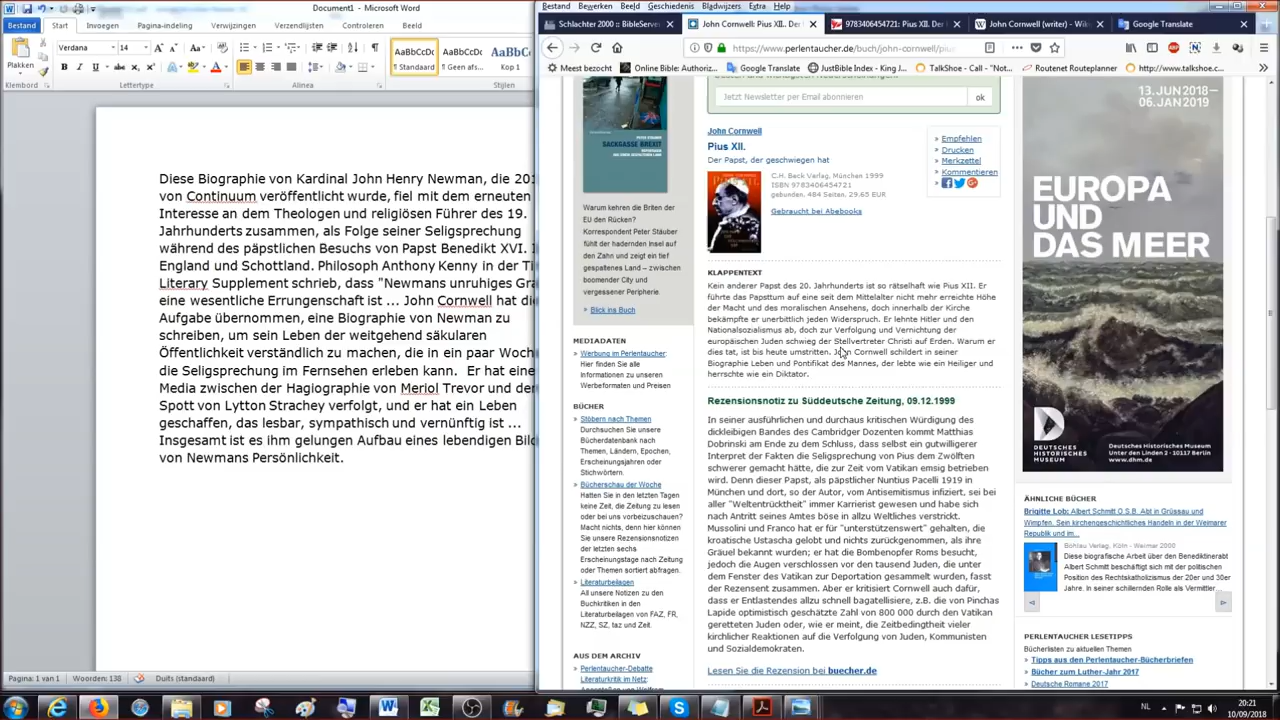 Document1 - Microsoft Word
Bestand Start Invoegen Pagina-indeling Verwijzingen Verzendlijsten Controleren Beeld
Plakken
Verdana 14
AaBbCcDc AaBbCcDc AaBbC
Standaard
Klembord Lettertype Alinea Stijlen
Diese Biographie von Kardinal John Henry Newman, die 201
von Continuum veröffentlicht wurde, fiel mit dem erneuten
Interesse an dem Theologen und religiösen Führer des 19.
Jahrhunderts zusammen, als Folge seiner Seligsprechung
während des päpstlichen Besuchs von Papst Benedikt XVI.
England und Schottland. Philosoph Anthony Kenny in der Ti
Literary Supplement schrieb, dass "Newmans unruhiges Gra
eine wesentliche Errungenschaft ist ... John Cornwell hat di
Aufgabe übernommen, eine Biographie von Newman zu
schreiben, um sein Leben der weitgehend säkularen
Öffentlichkeit verständlich zu machen, die in ein paar Woch
die Seligsprechung im Fernsehen erleben kann. Er hat eine
Media zwischen der Hagiographie von Meriol Trevor und der
Spott von Lytton Strachey verfolgt, und er hat ein Leben
geschaffen, das lesbar, sympathisch und vernünftig ist ...
Insgesamt ist es ihm gelungen Aufbau eines lebendigen Bild
von Newmans Persönlichkeit.
Pagina: 1 van 1 Woorden: 138 Duits (standaard)
Bestand Bewerken Beeld Geschiedenis Bladwijzers Extra Help
Schlachter 2000 :: BibleServe John Cornwell: Pius XII.. Der 9783406454721: Pius XII. Der John Cornwell (writer) - Wiki Google Translate
https://www.perlentaucher.de/buch/john-cornwell/pius
Meest bezocht Online Bible: Authoriz... Google Translate JustBible Index - King J... TalkShoe - Call - "Not... Routenet Routeplanner http://www.talkshoe.c...
Warum kehren die Briten der
EU den Rücken?
Korrespondent Peter Stäuber
fühlt der hadernden Insel auf
den Zahn und zeigt ein tief
gespaltenes Land – zwischen
boomender City und
vergessener Peripherie.
» Blick ins Buch
MEDIADATEN
» Werbung im Perlentaucher:
Hier finden Sie alle
Informationen zu unseren
Werbeformaten und Preisen
BÜCHER
» Stöbern nach Themen
Durchsuchen Sie unsere
Bücherdatenbank nach
Themen, Ländern, Epochen,
Erscheinungsjahren oder
Stichwörtern.
» Bücherschau der Woche
Hatten Sie in den letzten Tagen
keine Zeit, die Zeitung zu lesen
oder bei uns vorbeizuschauen?
Macht nichts, denn hier können
Sie unsere Rezensionsnotizen
der letzten sechs
Erscheinungstage nach Zeitung
oder Themen sortiert abfragen.
» Literaturbeilagen
All unsere Notizen zu den
Buchkritiken in den
Literaturbeilagen von FAZ, FR,
NZZ, SZ, taz und Zeit.
AUS DEM ARCHIV
» Perlentaucher-Debatte
Literaturkritik im Netz:
Jetzt Newsletter per Email abonnieren ok
John Cornwell
Pius XII.
Der Papst, der geschwiegen hat
C.H. Beck Verlag, München 1999
ISBN 9783406454721
gebunden, 484 Seiten, 29,65 EUR
Gebraucht bei Abebooks
» Empfehlen
» Drucken
» Merkzettel
» Kommentieren
KLAPPENTEXT
Kein anderer Papst des 20. Jahrhunderts ist so rätselhaft wie Pius XII. Er
führte das Papsttum auf eine seit dem Mittelalter nicht mehr erreichte Höhe
der Macht und des moralischen Ansehens, doch innerhalb der Kirche
bekämpfte er unerbittlich jeden Widerspruch. Er lehnte Hitler und den
Nationalsozialismus ab, doch zur Verfolgung und Vernichtung der
europäischen Juden schwieg der Stellvertreter Christi auf Erden. Warum er
dies tat, ist bis heute umstritten. John Cornwell schildert in seiner
Biographie Leben und Pontifikat des Mannes, der lebte wie ein Heiliger und
herrschte wie ein Diktator.
Rezensionsnotiz zu Süddeutsche Zeitung, 09.12.1999
In seiner ausführlichen und durchaus kritischen Würdigung des
dickleibigen Bandes des Cambridger Dozenten kommt Matthias
Dobrinski am Ende zu dem Schluss, dass selbst ein gutwilligerer
Interpret der Fakten die Seligsprechung von Pius dem Zwölften
schwerer gemacht hätte, die zur Zeit vom Vatikan emsig betrieben
wird. Denn dieser Papst, als päpstlicher Nuntius Pacelli 1919 in
München und dort, so der Autor, vom Antisemitismus infiziert, sei bei
aller "Weltentrücktheit" immer Karrierist gewesen und habe sich
nach Antritt seines Amtes böse in allzu Weltliches verstrickt.
Mussolini und Franco hat er für "unterstützenswert" gehalten, die
kroatische Ustascha gelobt und nichts zurückgenommen, als ihre
Gräuel bekannt wurden; er hat die Bombenopfer Roms besucht,
jedoch die Augen verschlossen vor den tausend Juden, die unter
dem Fenster des Vatikan zur Deportation gesammelt wurden, fasst
der Rezensent zusammen. Aber er kritisiert Cornwell auch dafür,
dass er Entlastendes allzu schnell bagatellisiere, z.B. die von Pinchas
Lapide optimistisch geschätzte Zahl von 800 000 durch den Vatikan
geretteten Juden oder, wie er meint, die Zeitbedingtheit vieler
kirchlicher Reaktionen auf die Verfolgung von Juden, Kommunisten
und Sozialdemokraten.
Lesen Sie die Rezension bei buecher.de
13.JUN 2018–
06.JAN 2019
EUROPA
UND
DAS MEER
DEUTSCHES
HISTORISCHES
MUSEUM
Deutsches Historisches Museum
Unter den Linden 2 · 10117 Berlin
www.dhm.de
ÄHNLICHE BÜCHER
Brigitte Lob: Albert Schmitt O.S.B. Abt in Grüssau und
Wimpfen. Sein kirchengeschichtliches Handeln in der Weimarer
Republik und im...
Böhlau Verlag, Köln - Weimar 2000
Diese biografische Arbeit über den Benediktinerabt
Albert Schmitt beschäftigt sich mit der politischen
Position des Rechtskatholizismus der 20er und 30er
Jahre. In seiner schillernden Rolle als Vermittler...
PERLENTAUCHER LESETIPPS
Bücherlisten zu aktuellen Themen
» Tipps aus den Perlentaucher-Bücherbriefen
» Bücher zum Luther-Jahr 2017
» Deutsche Romane 2017
NL 20:21
10/09/2018